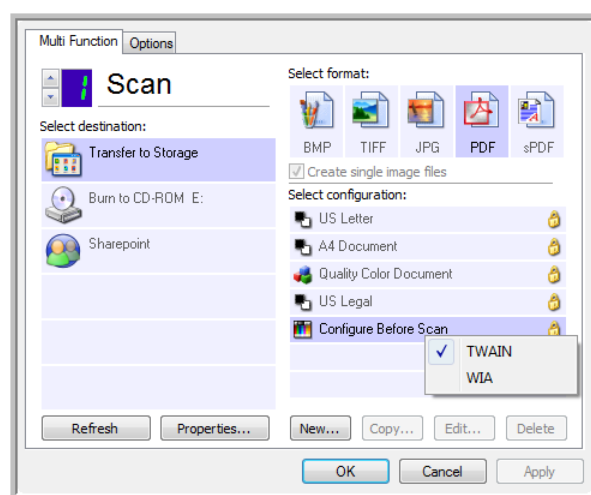 Multi Function Options
1 Scan
Select destination:
Transfer to Storage
Burn to CD-ROM E:
Sharepoint
Refresh Properties...
Select format:
BMP TIFF JPG PDF sPDF
Create single image files
Select configuration:
US Letter
A4 Document
Quality Color Document
US Legal
Configure Before Scan
TWAIN
WIA
New... Copy... Edit... Delete
OK Cancel Apply